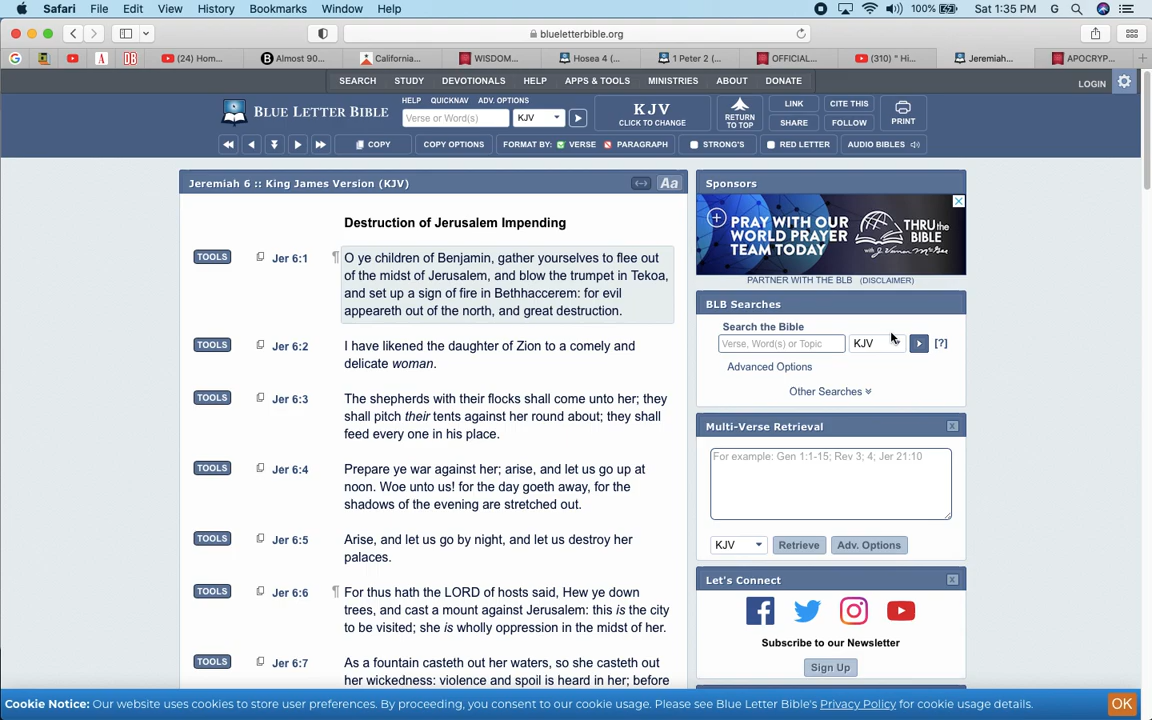 Safari File Edit View History Bookmarks Window Help 100% Sat 1:35 PM G
blueletterbible.org
(24) Hom... Almost 90... California... WISDOM... Hosea 4 (... 1 Peter 2 (... OFFICIAL... (310) " Hi... Jeremiah... APOCRYP...
SEARCH STUDY DEVOTIONALS HELP APPS & TOOLS MINISTRIES ABOUT DONATE LOGIN
BLUE LETTER BIBLE
HELP QUICKNAV ADV. OPTIONS
Verse or Word(s) KJV
KJV
CLICK TO CHANGE
RETURN
TO TOP
LINK CITE THIS
SHARE FOLLOW
PRINT
COPY COPY OPTIONS FORMAT BY: VERSE PARAGRAPH STRONG'S RED LETTER AUDIO BIBLES
Jeremiah 6 :: King James Version (KJV) Aa
Destruction of Jerusalem Impending
TOOLS Jer 6:1 ¶ O ye children of Benjamin, gather yourselves to flee out
of the midst of Jerusalem, and blow the trumpet in Tekoa,
and set up a sign of fire in Bethhaccerem: for evil
appeareth out of the north, and great destruction.
TOOLS Jer 6:2 I have likened the daughter of Zion to a comely and
delicate woman.
TOOLS Jer 6:3 The shepherds with their flocks shall come unto her; they
shall pitch their tents against her round about; they shall
feed every one in his place.
TOOLS Jer 6:4 Prepare ye war against her; arise, and let us go up at
noon. Woe unto us! for the day goeth away, for the
shadows of the evening are stretched out.
TOOLS Jer 6:5 Arise, and let us go by night, and let us destroy her
palaces.
TOOLS Jer 6:6 ¶ For thus hath the LORD of hosts said, Hew ye down
trees, and cast a mount against Jerusalem: this is the city
to be visited; she is wholly oppression in the midst of her.
TOOLS Jer 6:7 As a fountain casteth out her waters, so she casteth out
her wickedness: violence and spoil is heard in her; before
Sponsors
PRAY WITH OUR
WORLD PRAYER
TEAM TODAY
THRU the
BIBLE
with J. Vernon McGee
PARTNER WITH THE BLB (DISCLAIMER)
BLB Searches
Search the Bible
Verse, Word(s) or Topic KJV [?]
Advanced Options
Other Searches
Multi-Verse Retrieval
For example: Gen 1:1-15; Rev 3; 4; Jer 21:10
KJV Retrieve Adv. Options
Let's Connect
Subscribe to our Newsletter
Sign Up
Cookie Notice: Our website uses cookies to store user preferences. By proceeding, you consent to our cookie usage. Please see Blue Letter Bible's Privacy Policy for cookie usage details. OK